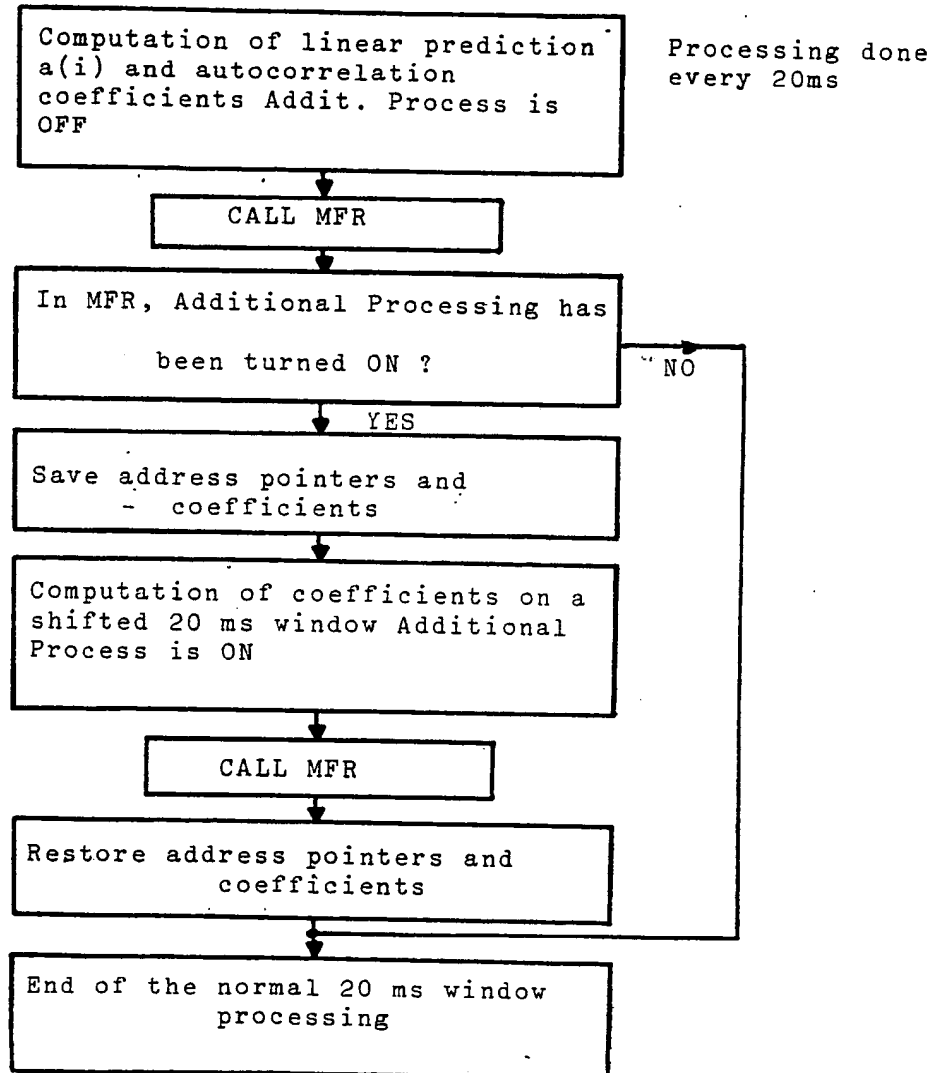 Computation of linear prediction
a(i) and autocorrelation
coefficients Addit. Process is
OFF
Processing done
every 20ms
CALL MFR
In MFR, Additional Processing has
been turned ON ?
NO
YES
Save address pointers and
- coefficients
Computation of coefficients on a
shifted 20 ms window Additional
Process is ON
CALL MFR
Restore address pointers and
coefficients
End of the normal 20 ms window
processing